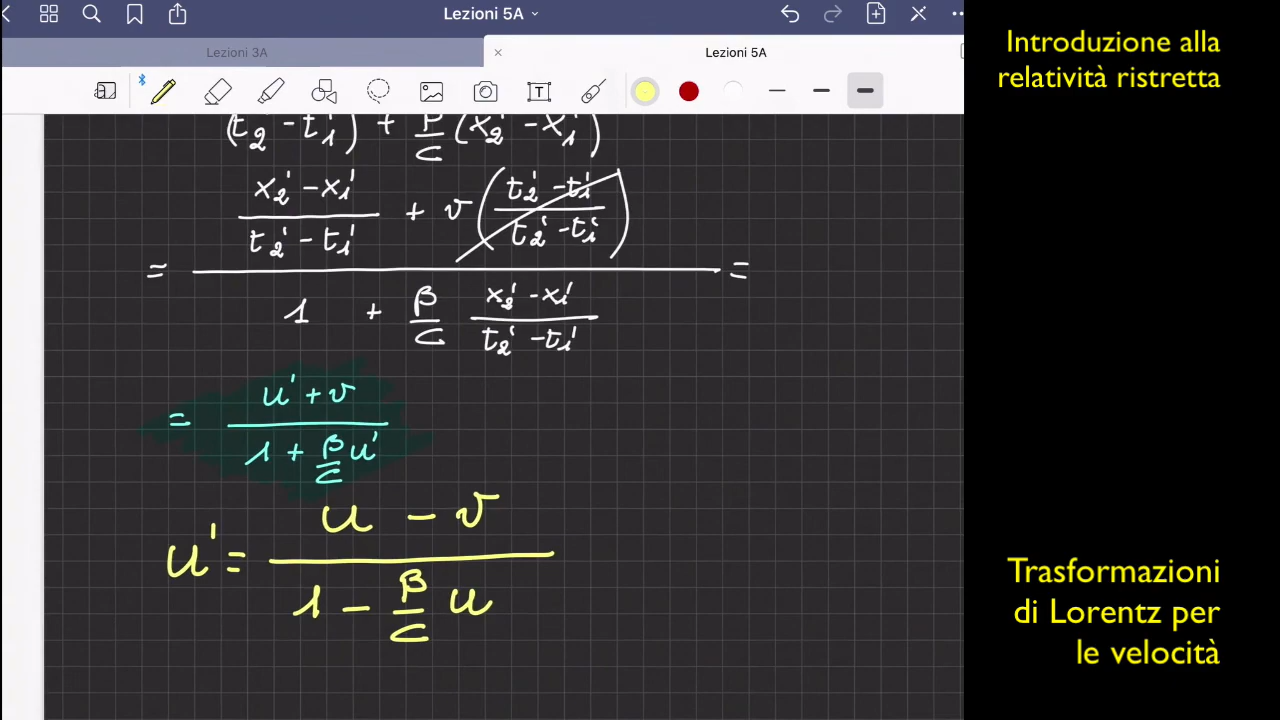 Lezioni 5A
Lezioni 3A
Lezioni 5A
T
Introduzione alla
relatività ristretta
(t₂' - t₁') + β/c (x₂' - x₁')
= ((x₂' - x₁')/(t₂' - t₁') + v((t₂' - t₁')/(t₂' - t₁')))/(1 + β/c (x₂' - x₁')/(t₂' - t₁')) =
= (u' + v)/(1 + β/c u')
u' = (u - v)/(1 - β/c u)
Trasformazioni
di Lorentz per
le velocità